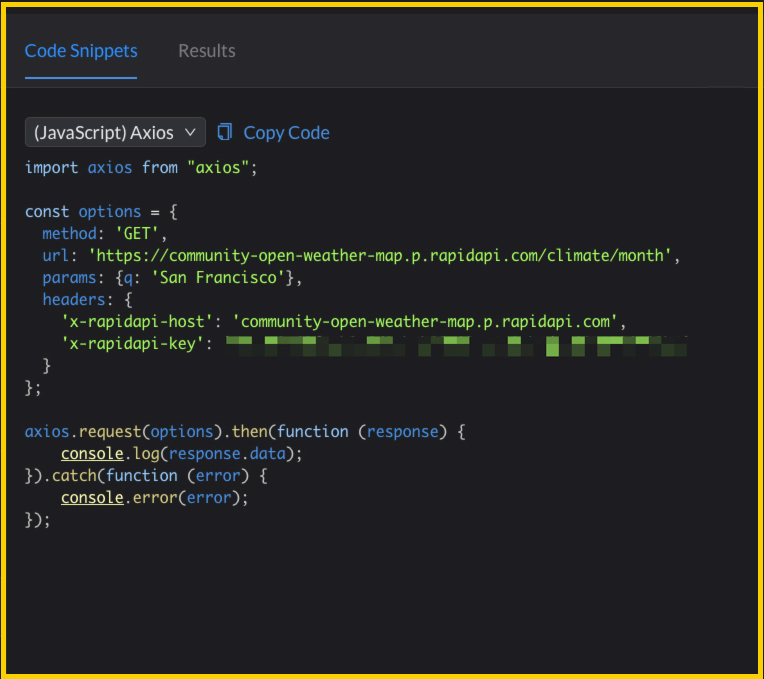 Code Snippets Results
(JavaScript) Axios Copy Code
import axios from "axios";
const options = {
method: 'GET',
url: 'https://community-open-weather-map.p.rapidapi.com/climate/month',
params: {q: 'San Francisco'},
headers: {
'x-rapidapi-host': 'community-open-weather-map.p.rapidapi.com',
'x-rapidapi-key':
}
};
axios.request(options).then(function (response) {
console.log(response.data);
}).catch(function (error) {
console.error(error);
});